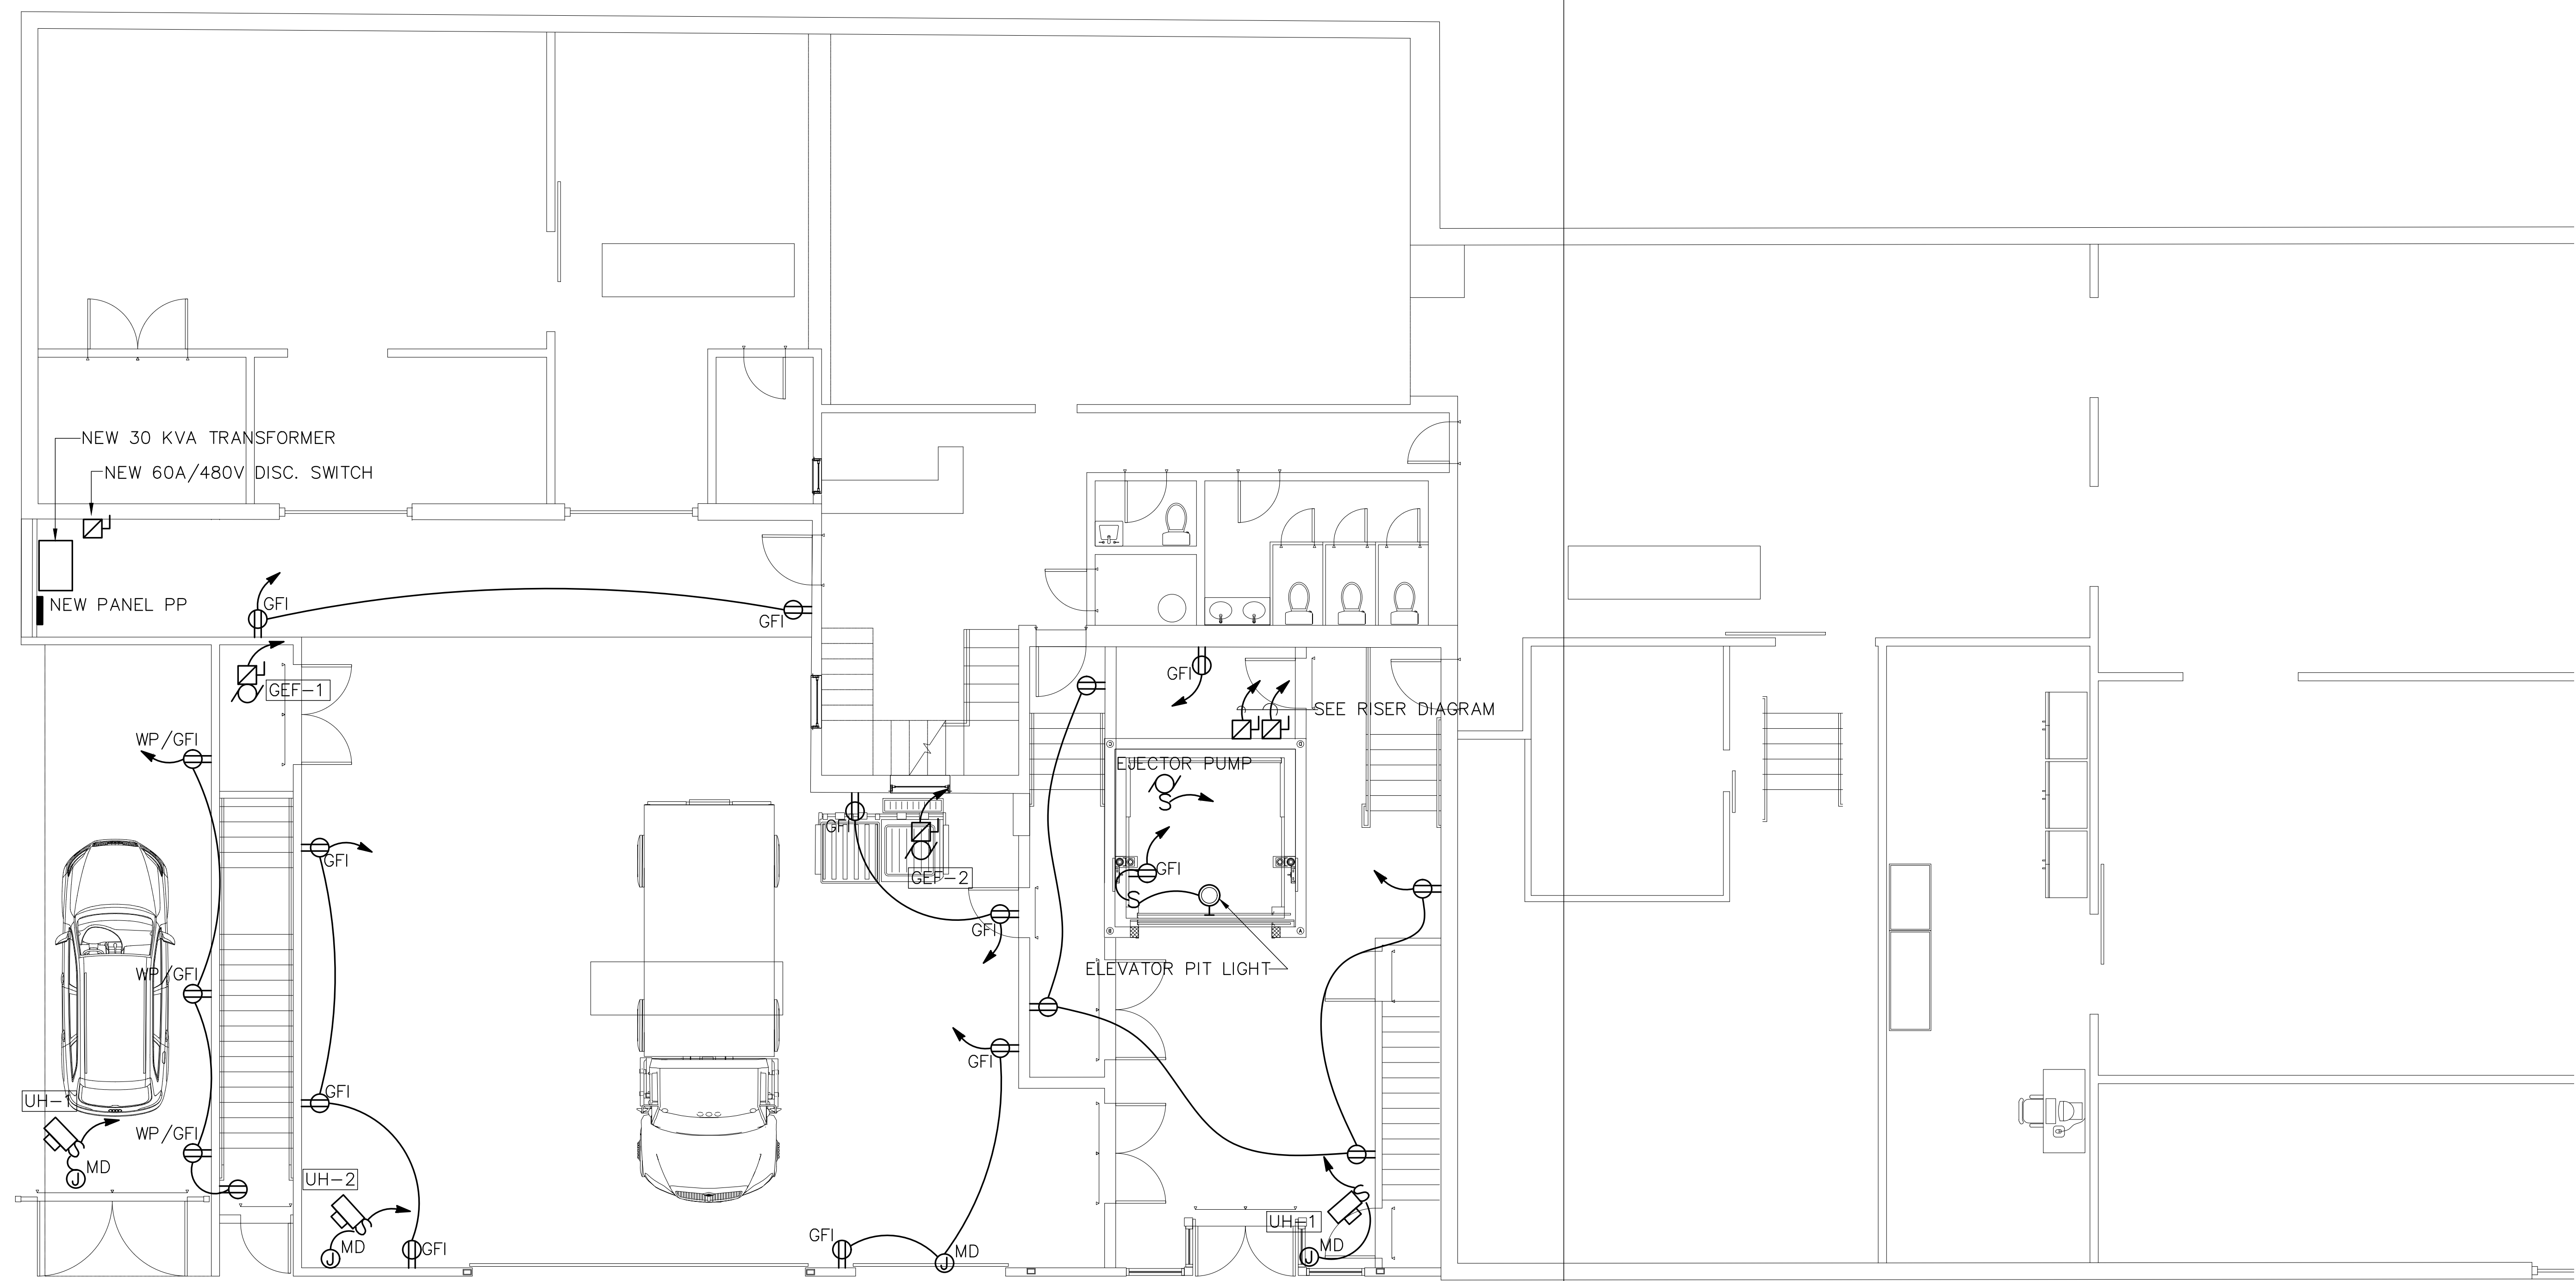 NEW 30 KVA TRANSFORMER
NEW 60A/480V DISC. SWITCH
NEW PANEL PP
GFI
GFI
GFI
GEF-1
SEE RISER DIAGRAM
WP/GFI
EJECTOR PUMP
S
GFI
GFI
GFI
GEF-2
S
GFI
WP/GFI
ELEVATOR PIT LIGHT
C
D
B
A
GFI
UH-1
GFI
WP/GFI
J MD
UH-2
UH-1
J MD
GFI
GFI
J MD
J MD